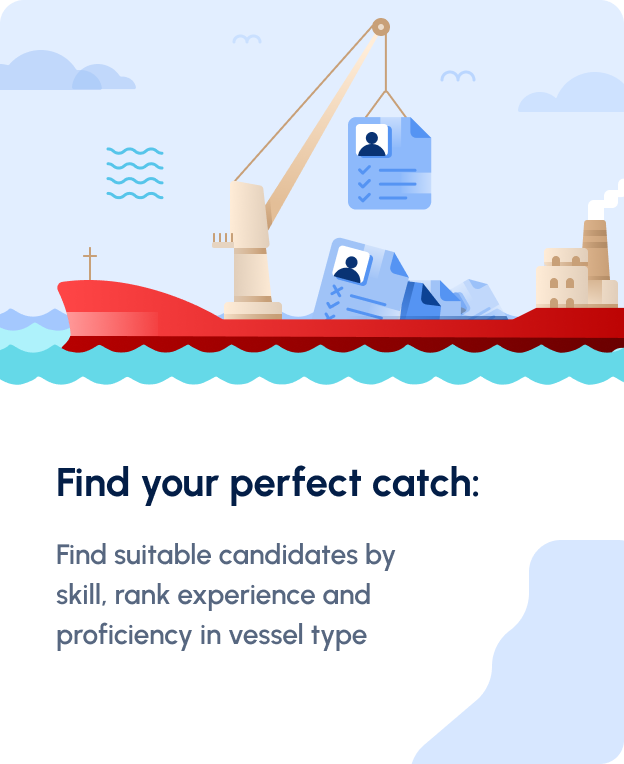 Find your perfect catch:
Find suitable candidates by
skill, rank experience and
proficiency in vessel type